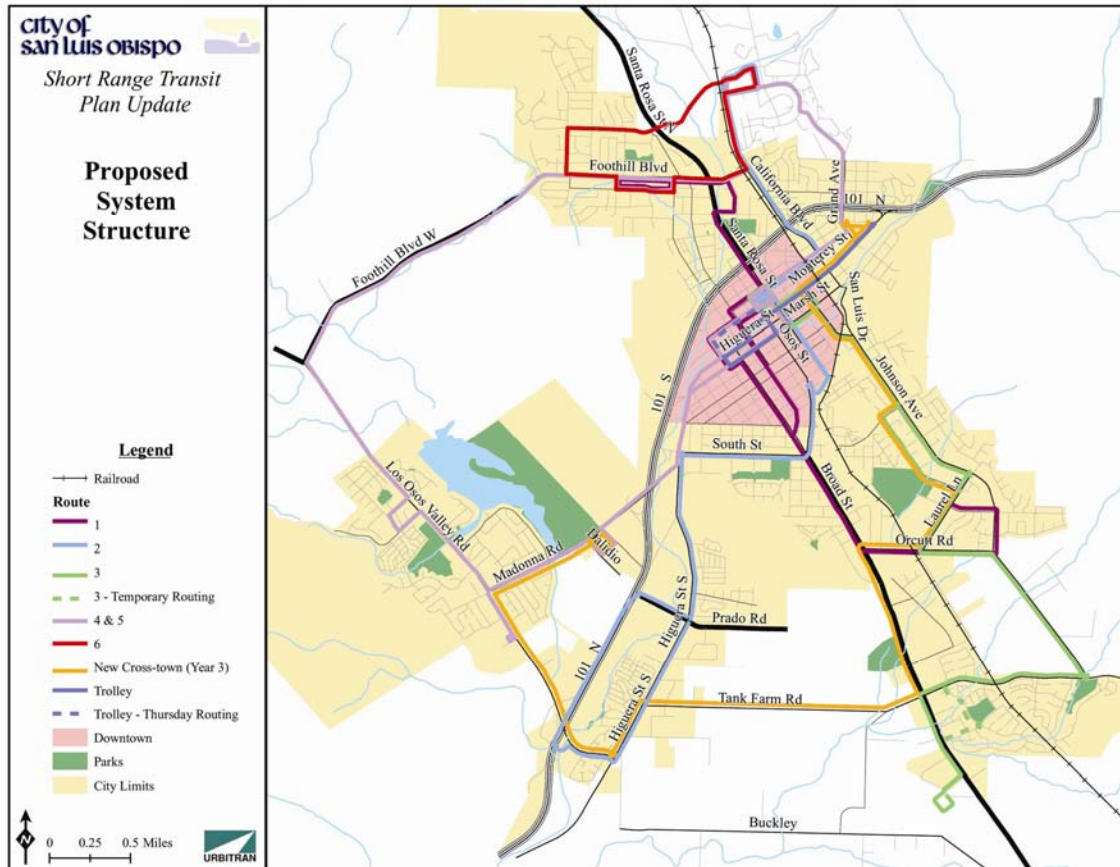 city of
san luis obispo
Short Range Transit
Plan Update
Proposed
System
Structure
Legend
Railroad
Route
1
2
3
3 - Temporary Routing
4 & 5
6
New Cross-town (Year 3)
Trolley
Trolley - Thursday Routing
Downtown
Parks
City Limits
N
0 0.25 0.5 Miles
URBITRAN
Santa Rosa St N
Foothill Blvd
California Blvd
Grand Ave
101 N
Foothill Blvd W
Santa Rosa St
Monterey St
Marsh St
Higuera St
Osos St
San Luis Dr
Johnson Ave
101 S
South St
Broad St
Laurel Ln
Orcutt Rd
Los Osos Valley Rd
Madonna Rd
Dalidio
Higuera St S
Prado Rd
101 N
Higuera St S
Tank Farm Rd
Buckley